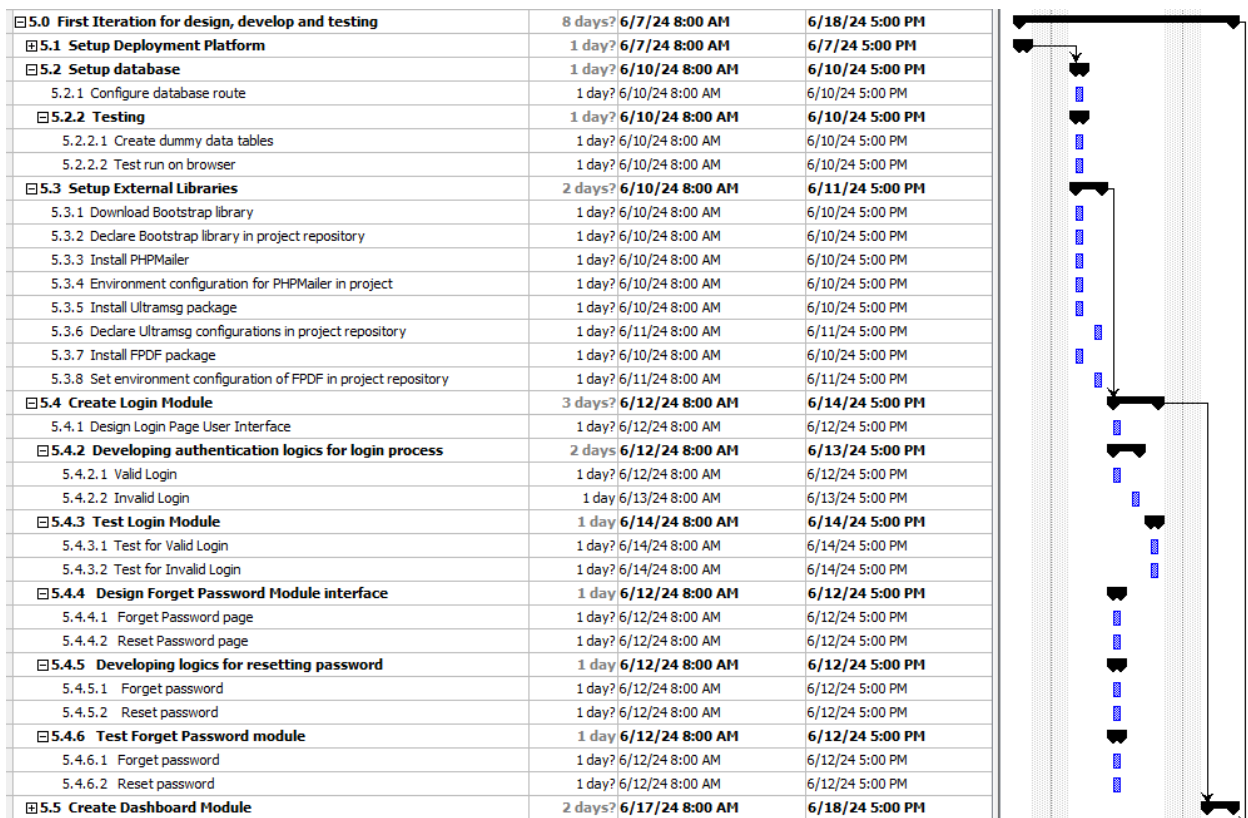 5.0 First Iteration for design, develop and testing 8 days? 6/7/24 8:00 AM 6/18/24 5:00 PM
5.1 Setup Deployment Platform 1 day? 6/7/24 8:00 AM 6/7/24 5:00 PM
5.2 Setup database 1 day? 6/10/24 8:00 AM 6/10/24 5:00 PM
5.2.1 Configure database route 1 day? 6/10/24 8:00 AM 6/10/24 5:00 PM
5.2.2 Testing 1 day? 6/10/24 8:00 AM 6/10/24 5:00 PM
5.2.2.1 Create dummy data tables 1 day? 6/10/24 8:00 AM 6/10/24 5:00 PM
5.2.2.2 Test run on browser 1 day? 6/10/24 8:00 AM 6/10/24 5:00 PM
5.3 Setup External Libraries 2 days? 6/10/24 8:00 AM 6/11/24 5:00 PM
5.3.1 Download Bootstrap library 1 day? 6/10/24 8:00 AM 6/10/24 5:00 PM
5.3.2 Declare Bootstrap library in project repository 1 day? 6/10/24 8:00 AM 6/10/24 5:00 PM
5.3.3 Install PHPMailer 1 day? 6/10/24 8:00 AM 6/10/24 5:00 PM
5.3.4 Environment configuration for PHPMailer in project 1 day? 6/10/24 8:00 AM 6/10/24 5:00 PM
5.3.5 Install Ultramsg package 1 day? 6/10/24 8:00 AM 6/10/24 5:00 PM
5.3.6 Declare Ultramsg configurations in project repository 1 day? 6/11/24 8:00 AM 6/11/24 5:00 PM
5.3.7 Install FPDF package 1 day? 6/10/24 8:00 AM 6/10/24 5:00 PM
5.3.8 Set environment configuration of FPDF in project repository 1 day? 6/11/24 8:00 AM 6/11/24 5:00 PM
5.4 Create Login Module 3 days? 6/12/24 8:00 AM 6/14/24 5:00 PM
5.4.1 Design Login Page User Interface 1 day? 6/12/24 8:00 AM 6/12/24 5:00 PM
5.4.2 Developing authentication logics for login process 2 days 6/12/24 8:00 AM 6/13/24 5:00 PM
5.4.2.1 Valid Login 1 day? 6/12/24 8:00 AM 6/12/24 5:00 PM
5.4.2.2 Invalid Login 1 day 6/13/24 8:00 AM 6/13/24 5:00 PM
5.4.3 Test Login Module 1 day 6/14/24 8:00 AM 6/14/24 5:00 PM
5.4.3.1 Test for Valid Login 1 day? 6/14/24 8:00 AM 6/14/24 5:00 PM
5.4.3.2 Test for Invalid Login 1 day? 6/14/24 8:00 AM 6/14/24 5:00 PM
5.4.4 Design Forget Password Module interface 1 day 6/12/24 8:00 AM 6/12/24 5:00 PM
5.4.4.1 Forget Password page 1 day? 6/12/24 8:00 AM 6/12/24 5:00 PM
5.4.4.2 Reset Password page 1 day? 6/12/24 8:00 AM 6/12/24 5:00 PM
5.4.5 Developing logics for resetting password 1 day 6/12/24 8:00 AM 6/12/24 5:00 PM
5.4.5.1 Forget password 1 day? 6/12/24 8:00 AM 6/12/24 5:00 PM
5.4.5.2 Reset password 1 day? 6/12/24 8:00 AM 6/12/24 5:00 PM
5.4.6 Test Forget Password module 1 day 6/12/24 8:00 AM 6/12/24 5:00 PM
5.4.6.1 Forget password 1 day? 6/12/24 8:00 AM 6/12/24 5:00 PM
5.4.6.2 Reset password 1 day? 6/12/24 8:00 AM 6/12/24 5:00 PM
5.5 Create Dashboard Module 2 days? 6/17/24 8:00 AM 6/18/24 5:00 PM